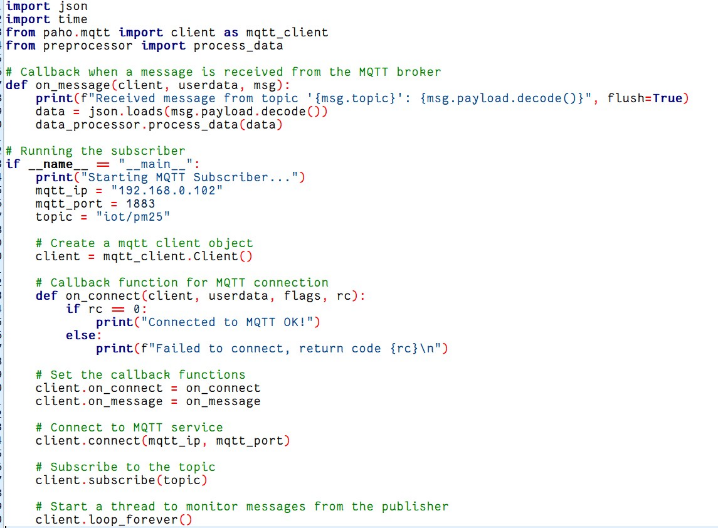 import json
import time
from paho.mqtt import client as mqtt_client
from preprocessor import process_data
# Callback when a message is received from the MQTT broker
def on_message(client, userdata, msg):
    print(f"Received message from topic '{msg.topic}': {msg.payload.decode()}", flush=True)
    data = json.loads(msg.payload.decode())
    data_processor.process_data(data)
# Running the subscriber
if __name__ == "__main__":
    print("Starting MQTT Subscriber...")
    mqtt_ip = "192.168.0.102"
    mqtt_port = 1883
    topic = "iot/pm25"
    # Create a mqtt client object
    client = mqtt_client.Client()
    # Callback function for MQTT connection
    def on_connect(client, userdata, flags, rc):
        if rc == 0:
            print("Connected to MQTT OK!")
        else:
            print(f"Failed to connect, return code {rc}\n")
    # Set the callback functions
    client.on_connect = on_connect
    client.on_message = on_message
    # Connect to MQTT service
    client.connect(mqtt_ip, mqtt_port)
    # Subscribe to the topic
    client.subscribe(topic)
    # Start a thread to monitor messages from the publisher
    client.loop_forever()